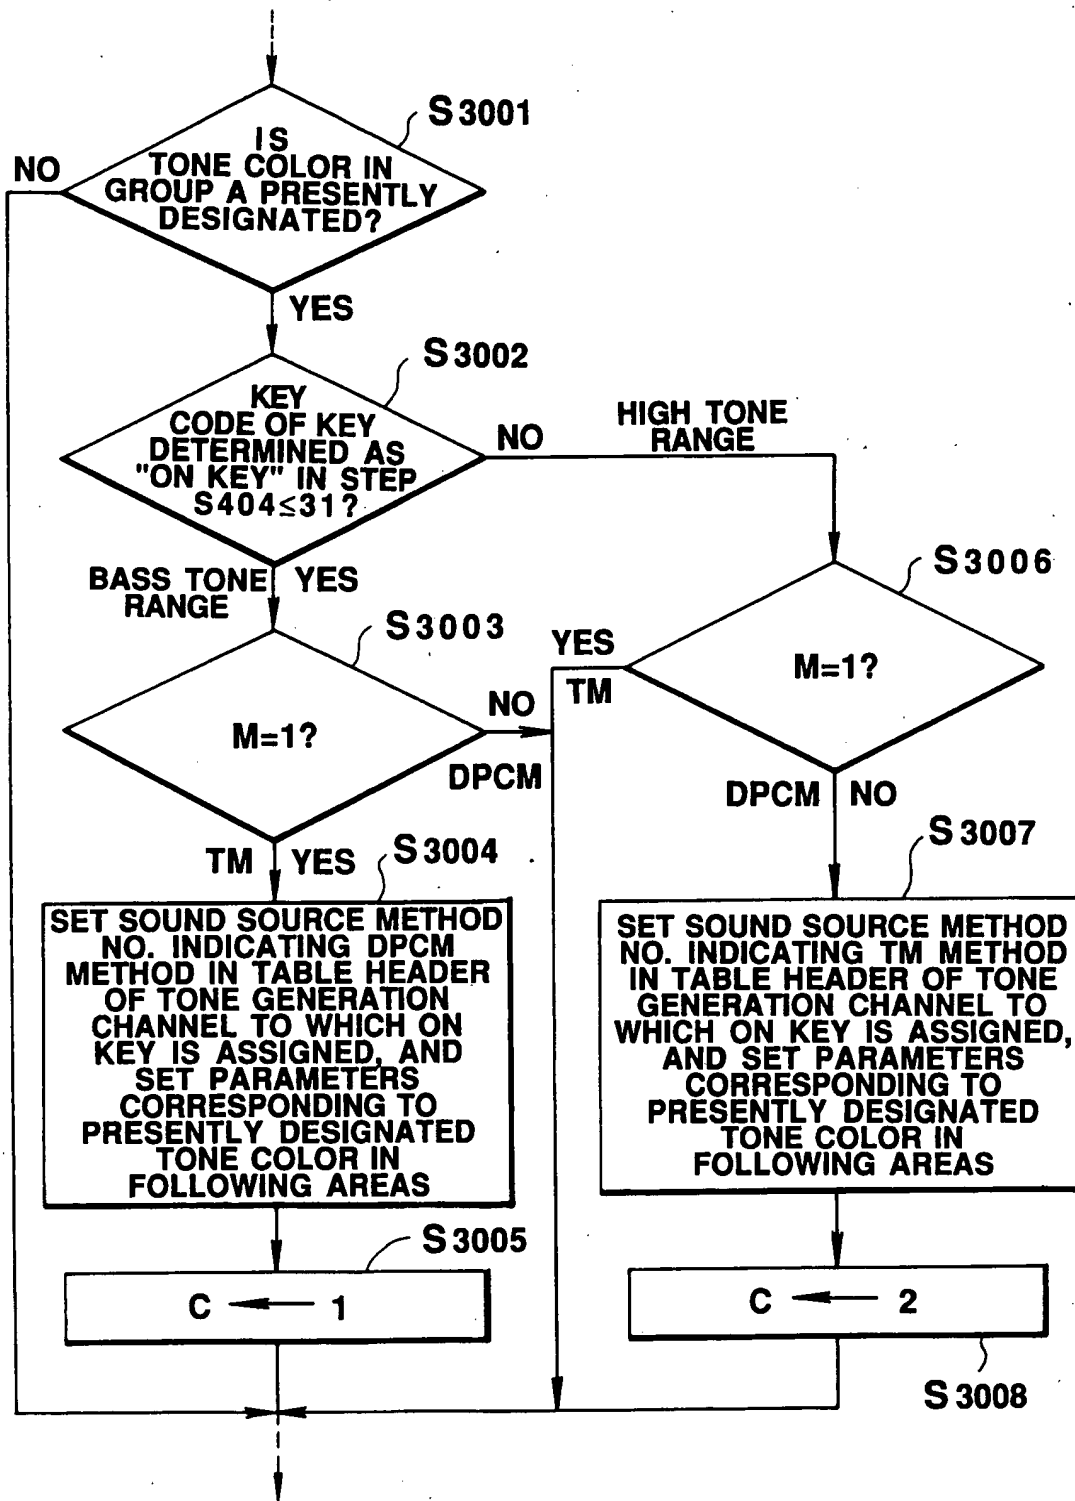 S3001
IS
TONE COLOR IN
GROUP A PRESENTLY
DESIGNATED?
NO
YES
S3002
KEY
CODE OF KEY
DETERMINED AS
"ON KEY" IN STEP
S404≤31?
NO
HIGH TONE
RANGE
BASS TONE
RANGE
YES
S3003
M=1?
NO
DPCM
S3006
YES
TM
M=1?
DPCM
NO
TM
YES
S3004
SET SOUND SOURCE METHOD
NO. INDICATING DPCM
METHOD IN TABLE HEADER
OF TONE GENERATION
CHANNEL TO WHICH ON
KEY IS ASSIGNED, AND
SET PARAMETERS
CORRESPONDING TO
PRESENTLY DESIGNATED
TONE COLOR IN
FOLLOWING AREAS
S3007
SET SOUND SOURCE METHOD
NO. INDICATING TM METHOD
IN TABLE HEADER OF TONE
GENERATION CHANNEL TO
WHICH ON KEY IS ASSIGNED,
AND SET PARAMETERS
CORRESPONDING TO
PRESENTLY DESIGNATED
TONE COLOR IN
FOLLOWING AREAS
S3005
C ← 1
C ← 2
S3008